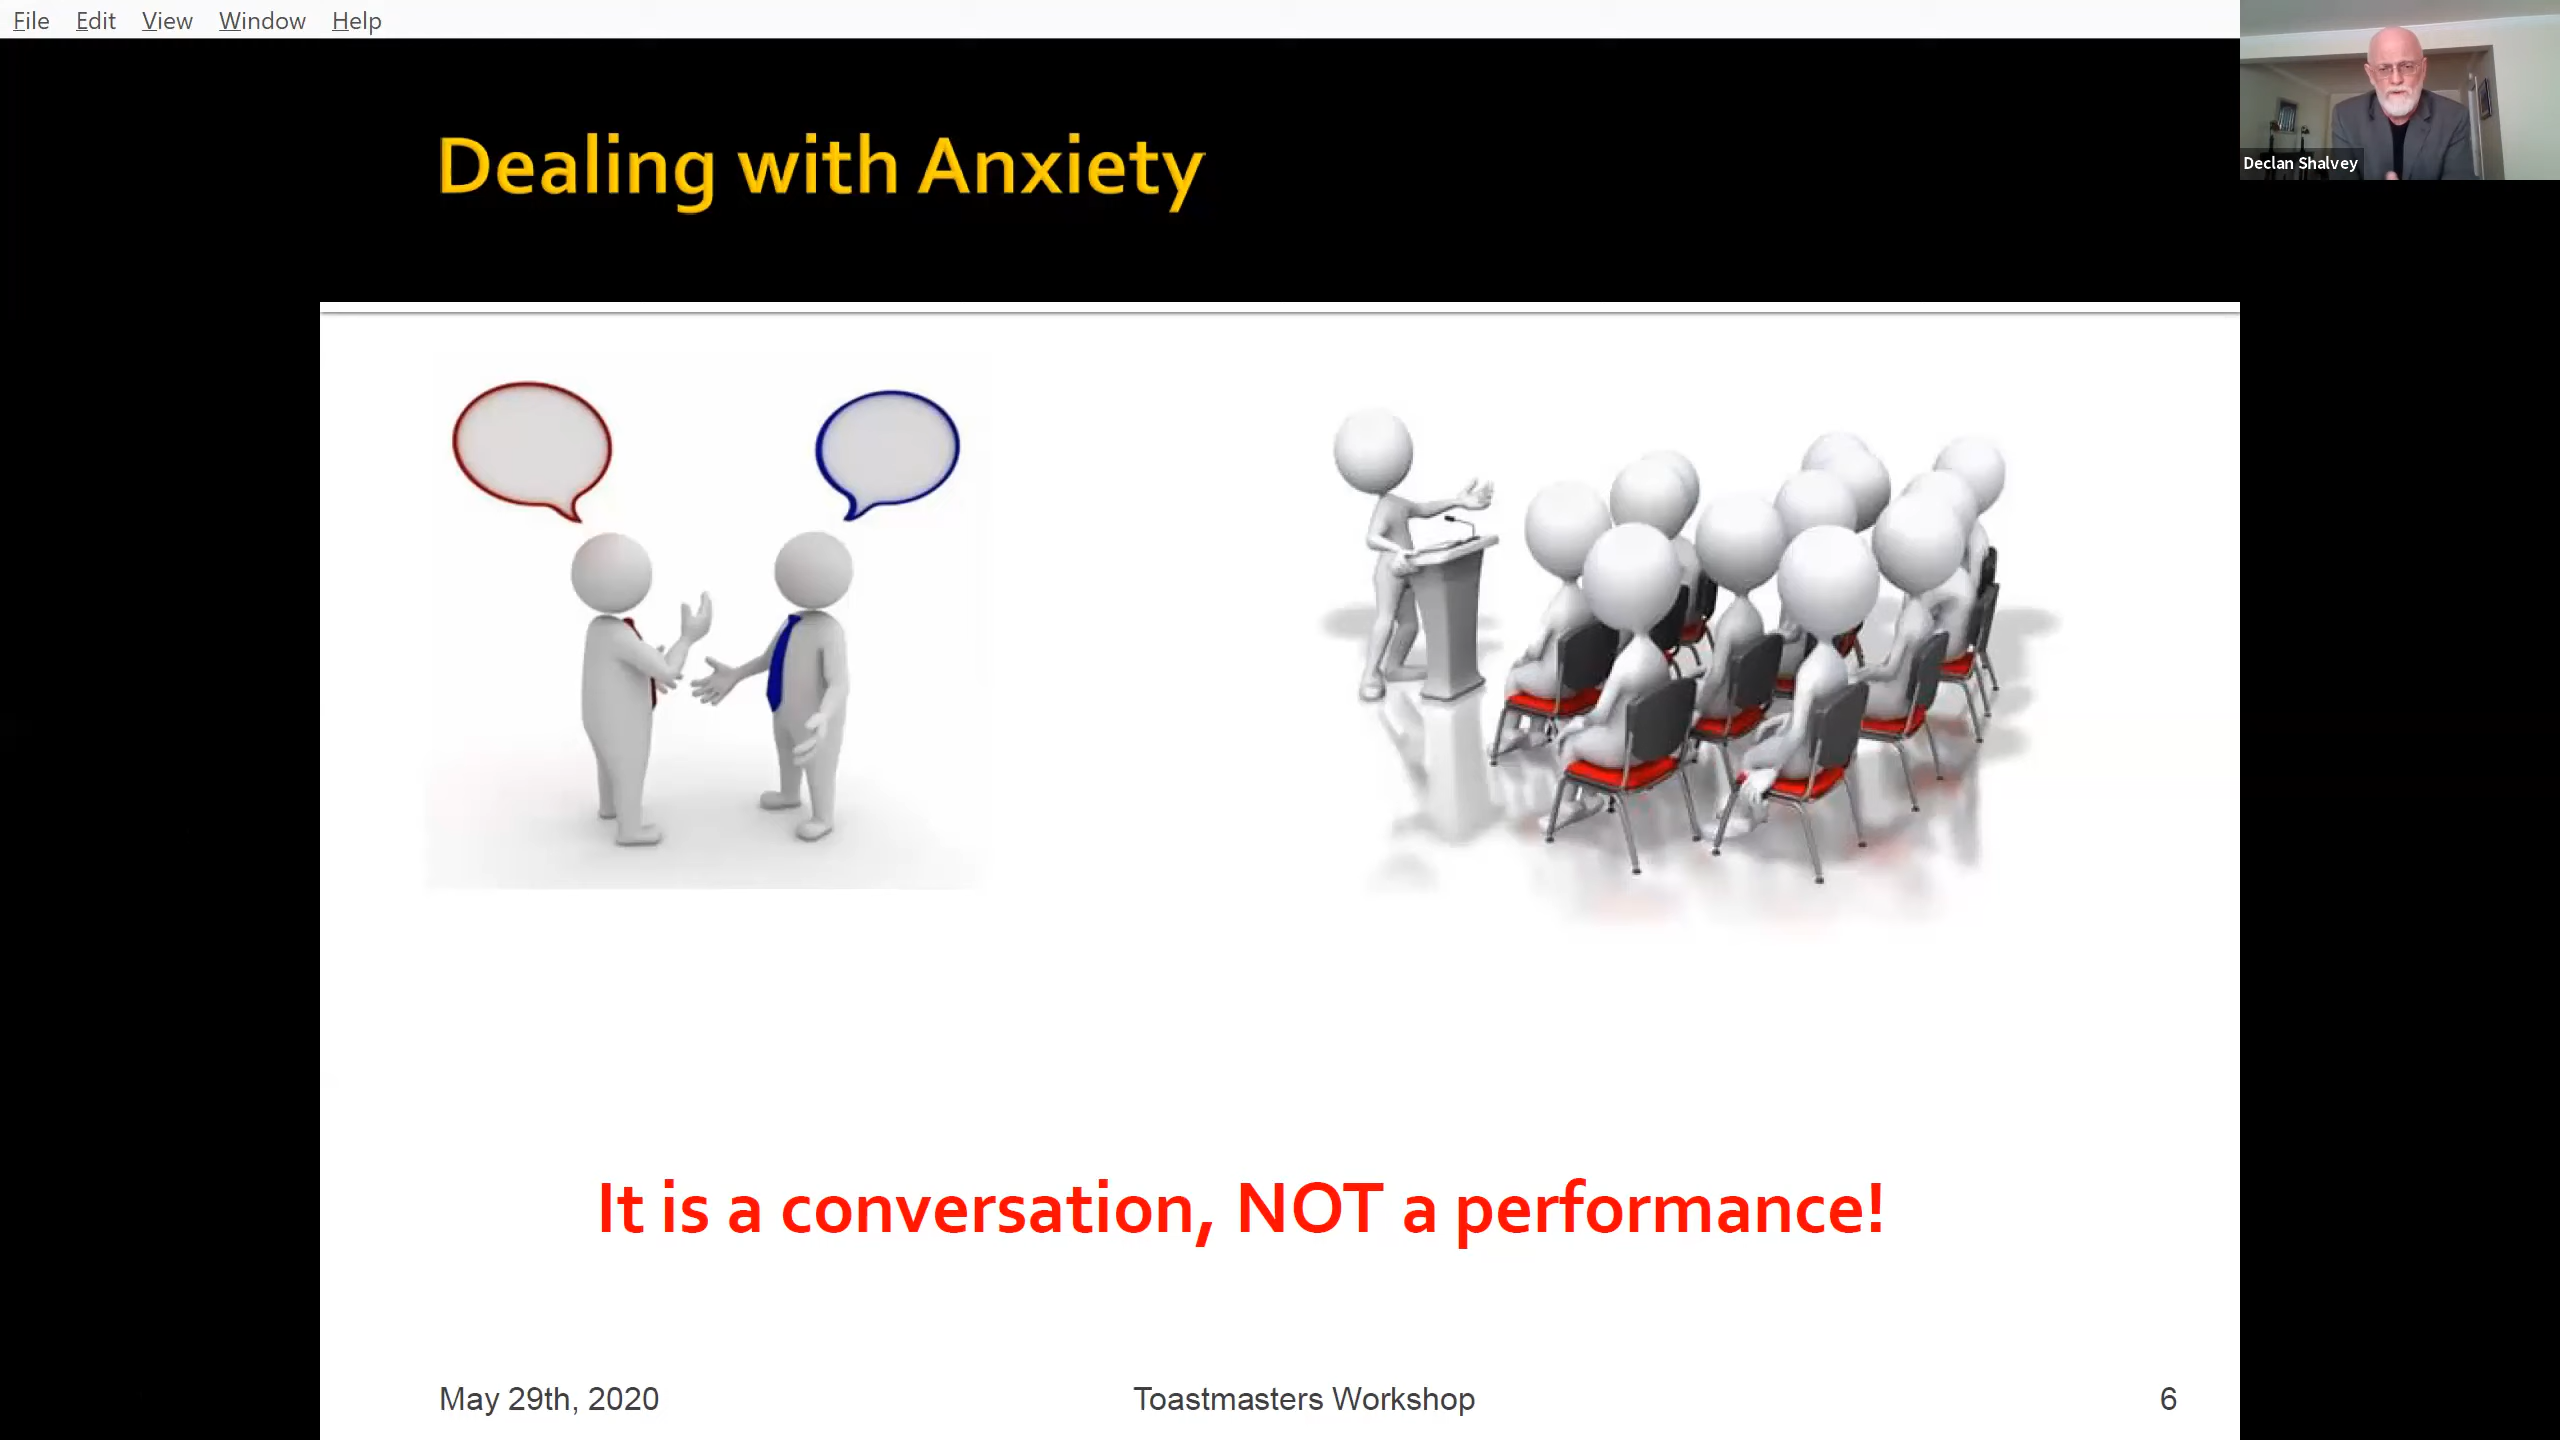 File Edit View Window Help
Declan Shalvey
Dealing with Anxiety
It is a conversation, NOT a performance!
May 29th, 2020
Toastmasters Workshop
6